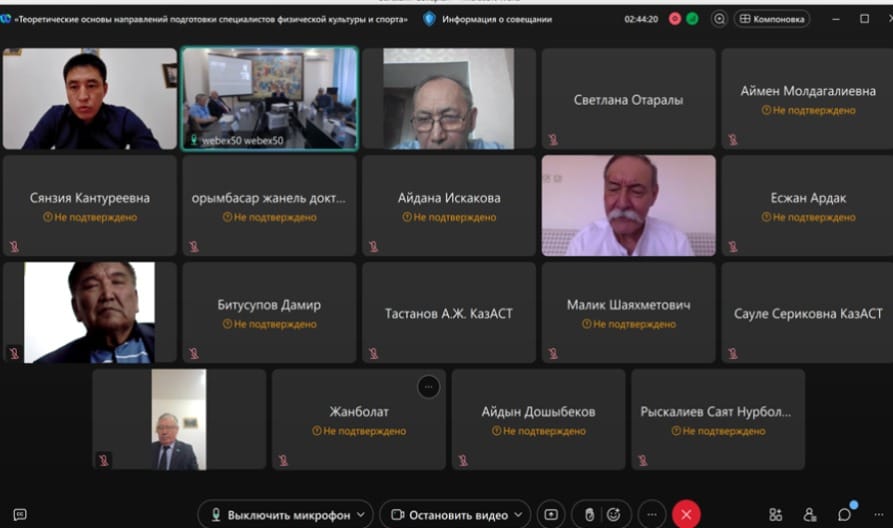 «Теоретические основы направлений подготовки специалистов физической культуры и спорта»
Информация о совещании
02:44:20
Компоновка
webex50 webex50
Светлана Отаралы
Аймен Молдагалиевна
Не подтверждено
Сянзия Кантуреевна
Не подтверждено
орымбасар жанель докт...
Не подтверждено
Айдана Искакова
Не подтверждено
Есжан Ардак
Не подтверждено
Битусупов Дамир
Не подтверждено
Тастанов А.Ж. КазАСТ
Малик Шаяхметович
Не подтверждено
Сауле Сериковна КазАСТ
Жанболат
Не подтверждено
Айдын Дошыбеков
Не подтверждено
Рыскалиев Саят Нурбол...
Не подтверждено
Выключить микрофон
Остановить видео